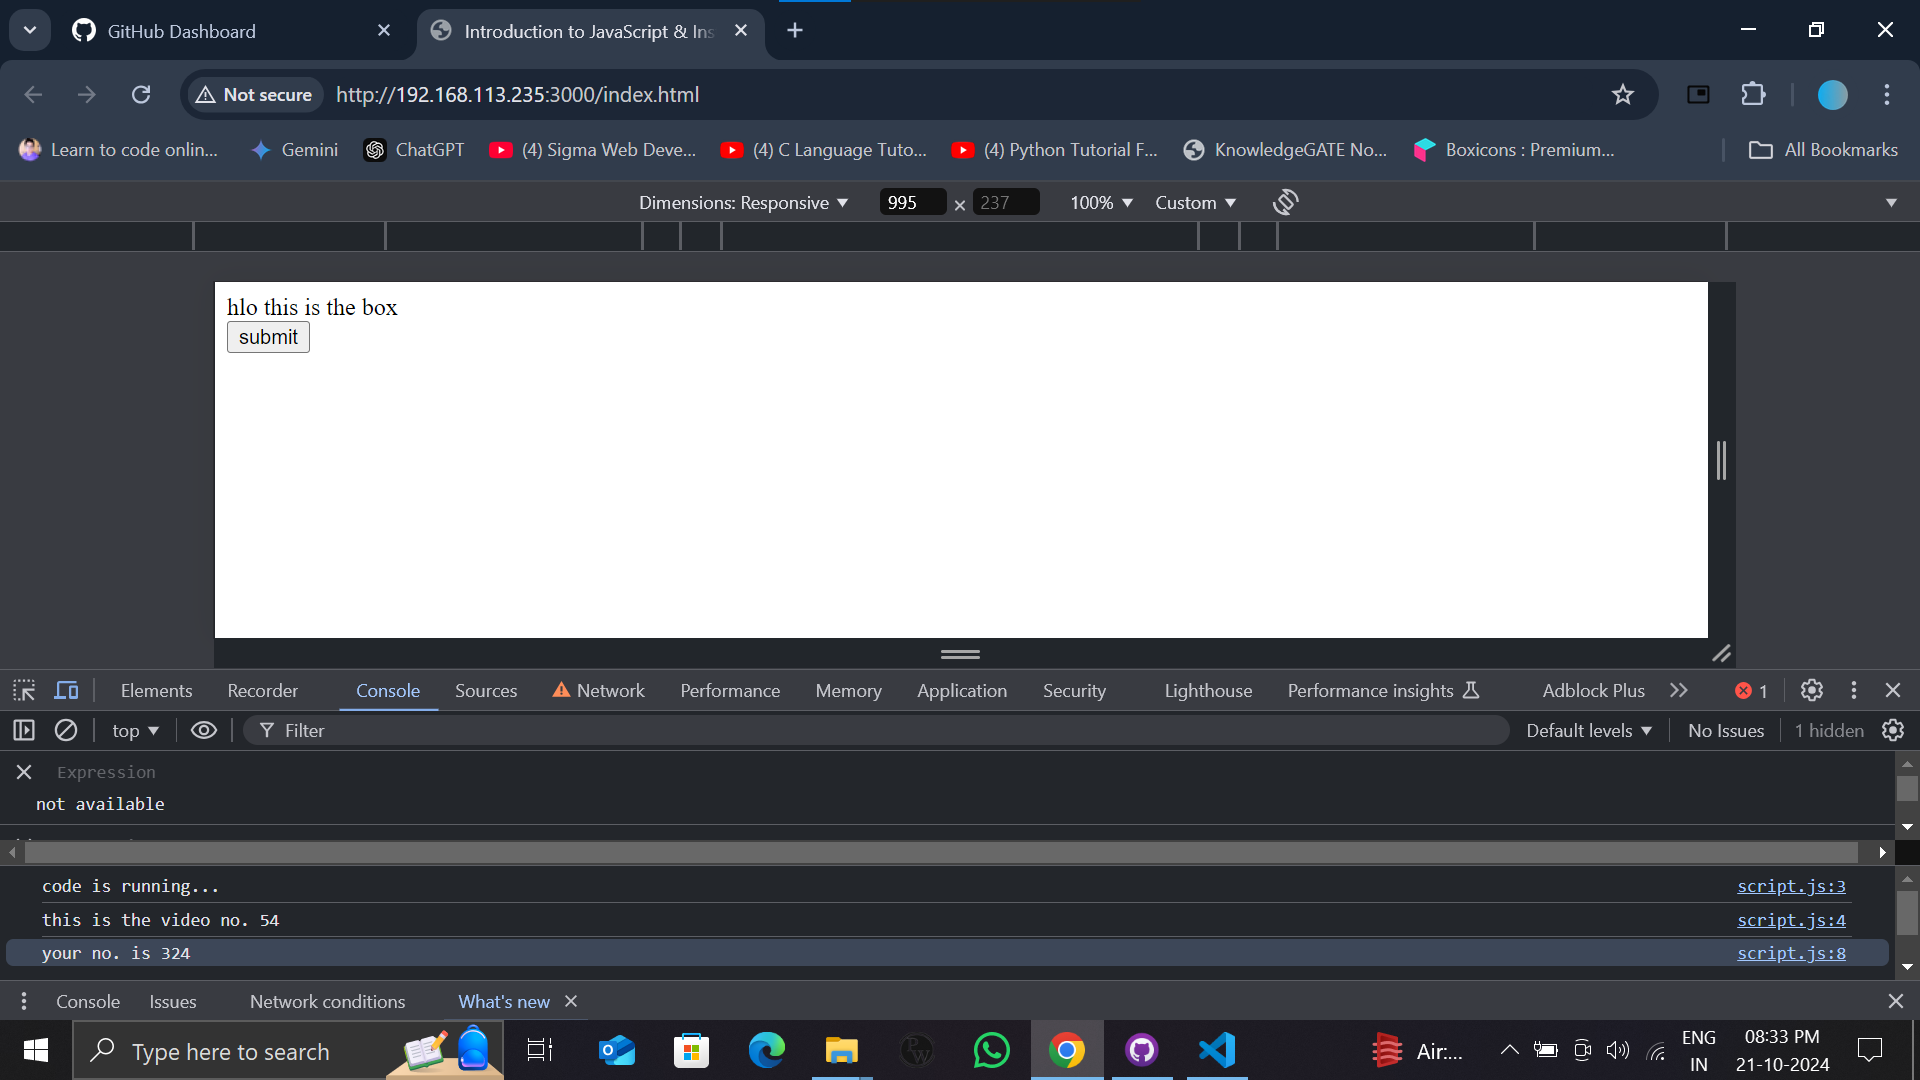 GitHub Dashboard
Introduction to JavaScript & Ins
Not secure
http://192.168.113.235:3000/index.html
Learn to code onlin...
Gemini
ChatGPT
(4) Sigma Web Deve...
(4) C Language Tuto...
(4) Python Tutorial F...
KnowledgeGATE No...
Boxicons : Premium...
All Bookmarks
Dimensions: Responsive
995
×
237
100%
Custom
hlo this is the box
submit
Elements
Recorder
Console
Sources
Network
Performance
Memory
Application
Security
Lighthouse
Performance insights
Adblock Plus
1
top
Filter
Default levels
No Issues
1 hidden
Expression
not available
code is running... script.js:3
this is the video no. 54 script.js:4
your no. is 324 script.js:8
Console
Issues
Network conditions
What's new
Type here to search
Air:...
ENG
IN
08:33 PM
21-10-2024